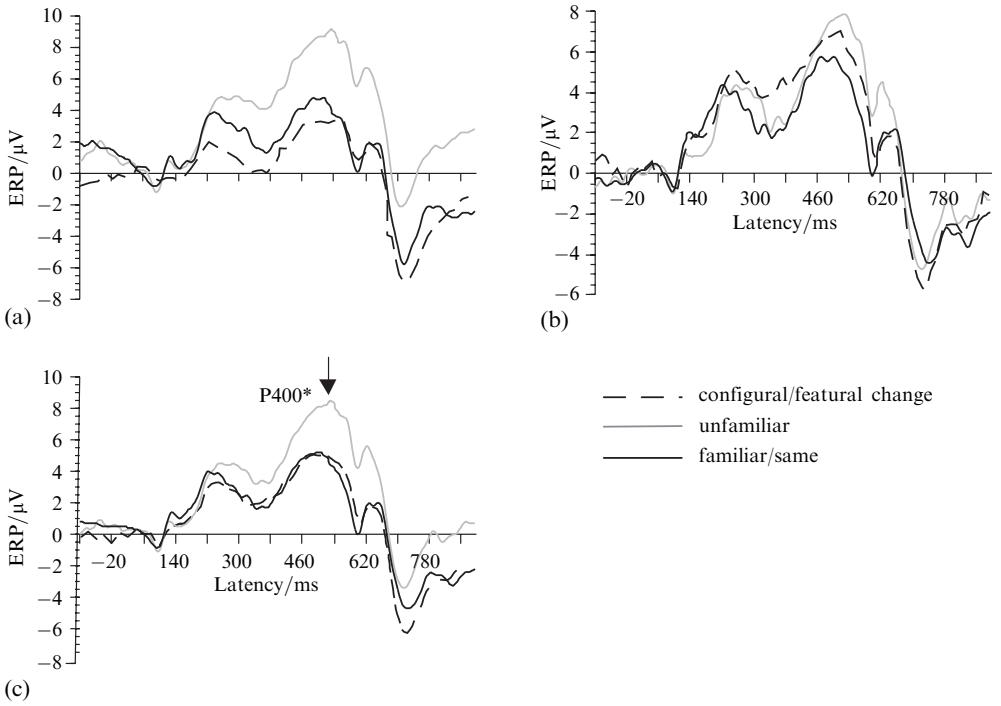 10
8
6
4
2
0
−2
−4
−6
−8
ERP/μV
(a)
8
6
4
2
0
−2
−4
−6
ERP/μV
−20 140 300 460 620 780
Latency/ms
(b)
10
8
6
4
2
0
−2
−4
−6
−8
ERP/μV
P400*
−20 140 300 460 620 780
Latency/ms
(c)
configural/featural change
unfamiliar
familiar/same